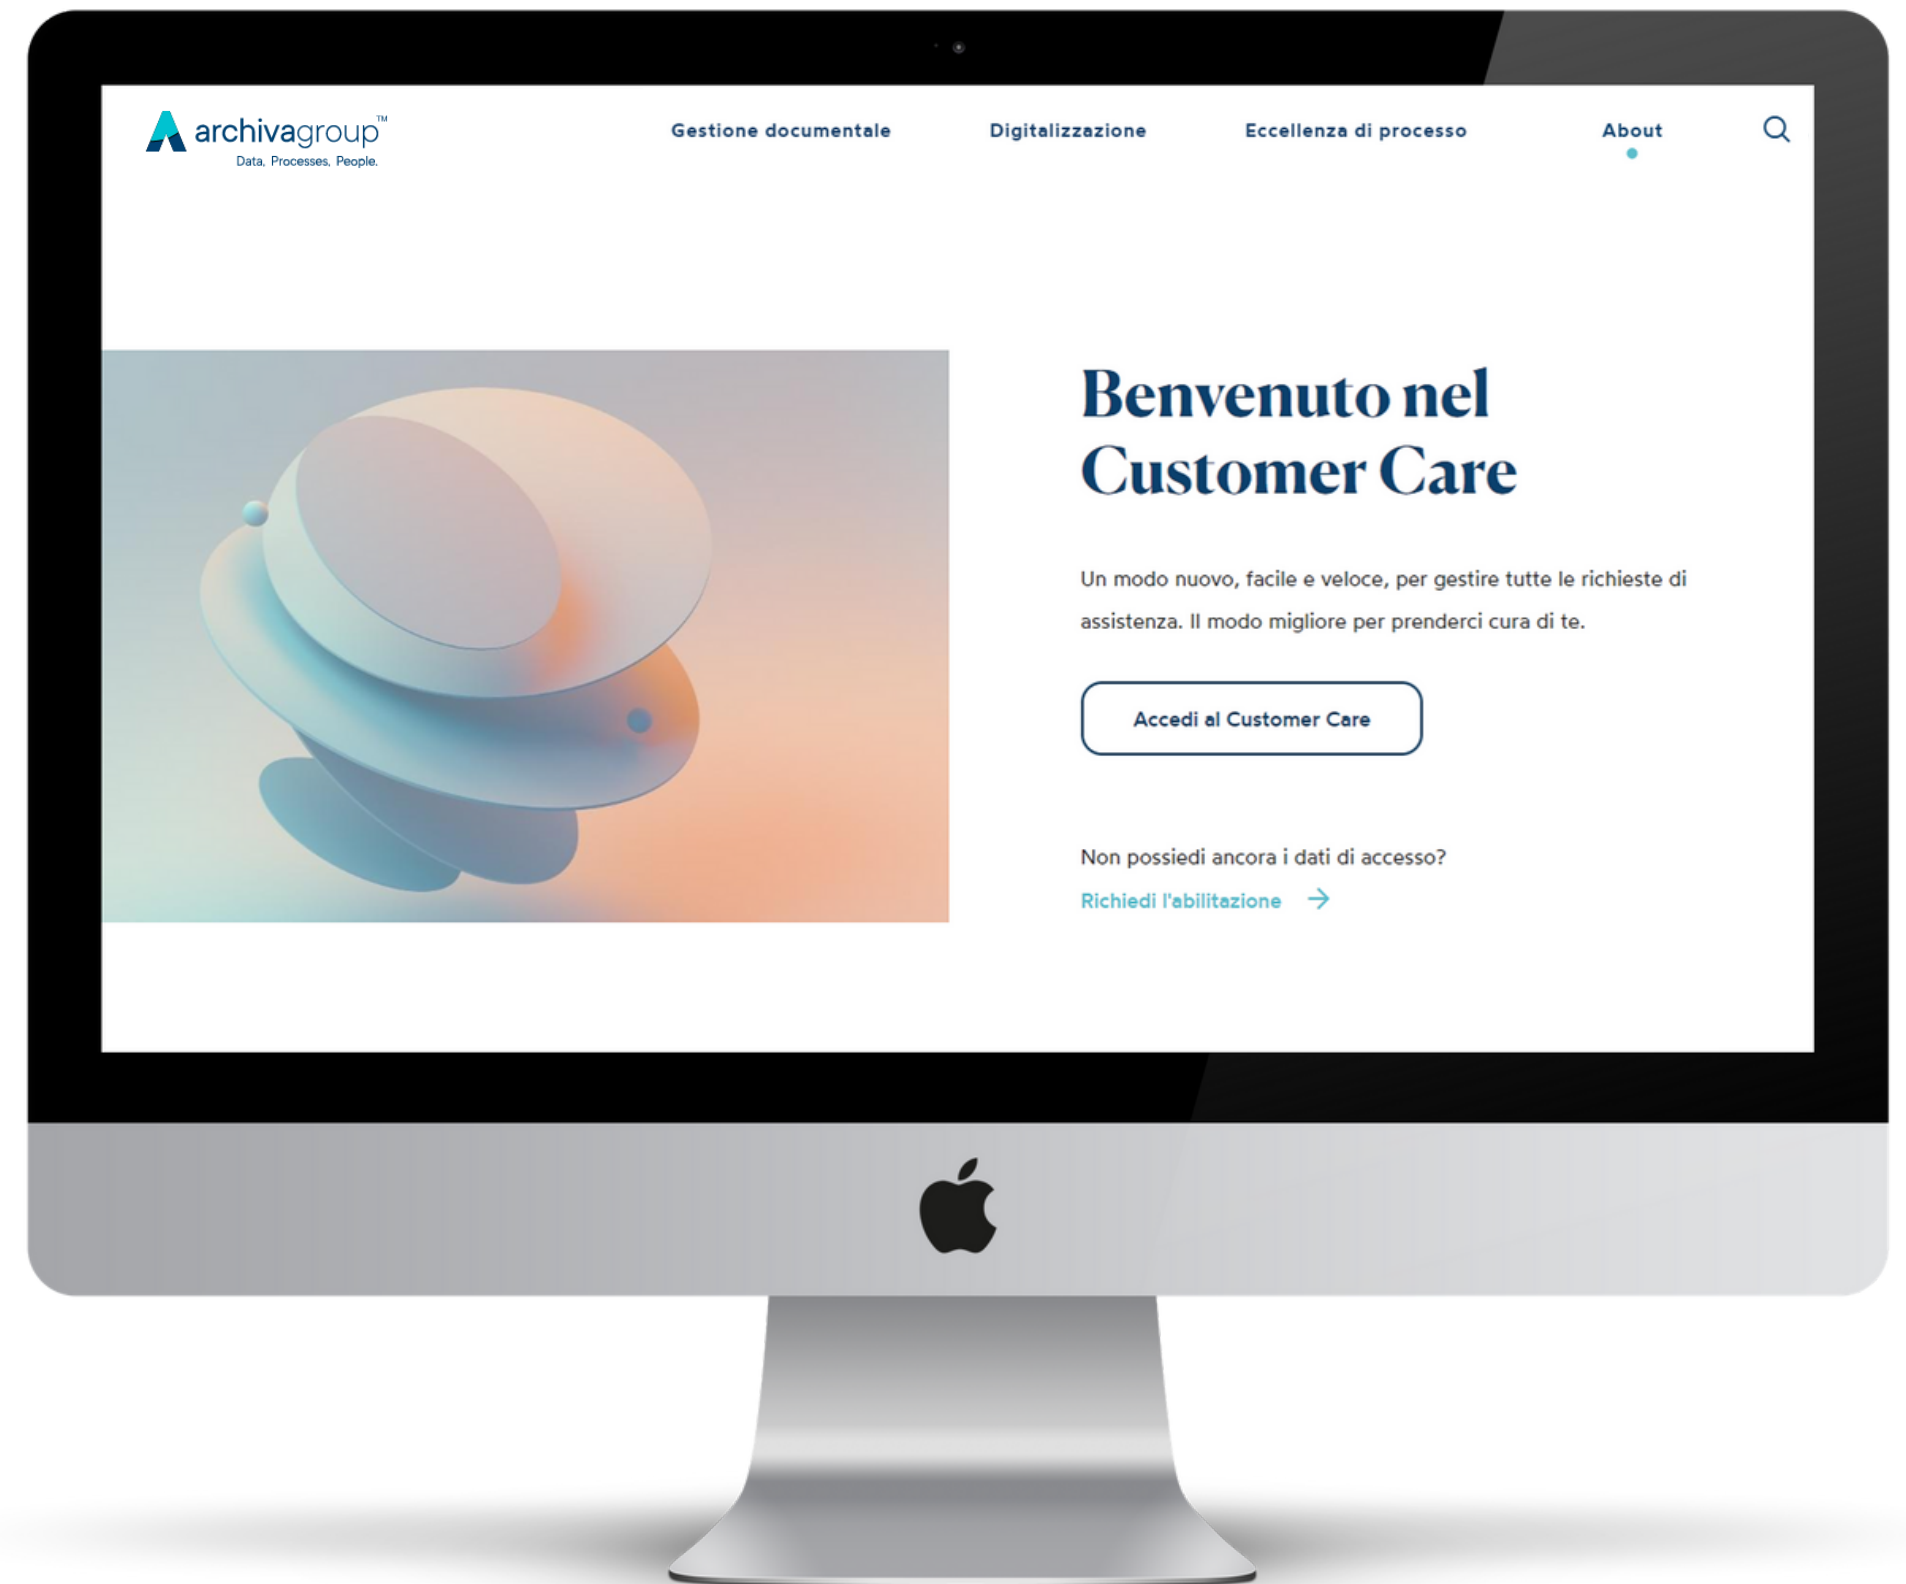 archivagroup™
Data, Processes, People.
Gestione documentale
Digitalizzazione
Eccellenza di processo
About
Benvenuto nel
Customer Care
Un modo nuovo, facile e veloce, per gestire tutte le richieste di
assistenza. Il modo migliore per prenderci cura di te.
Accedi al Customer Care
Non possiedi ancora i dati di accesso?
Richiedi l'abilitazione